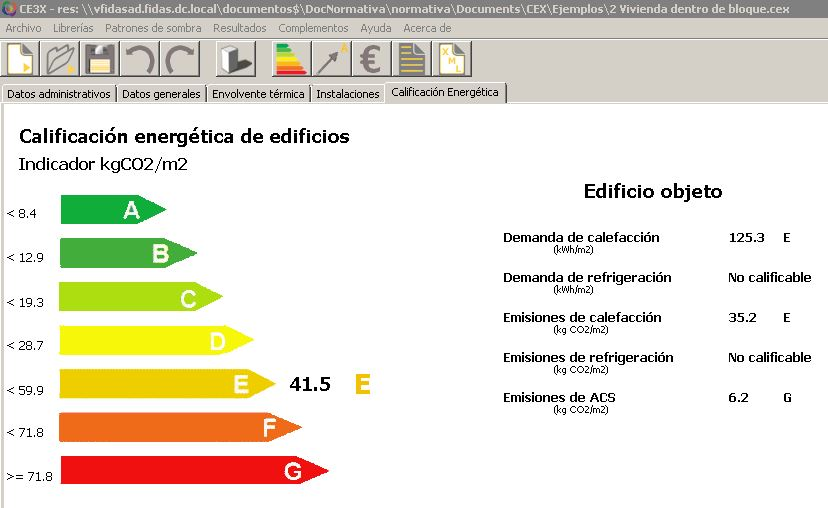 CE3X - res: \\vfidasad.fidas.dc.local\documentos$\DocNormativa\normativa\Documents\CEX\Ejemplos\2 Vivienda dentro de bloque.cex
Archivo Librerías Patrones de sombra Resultados Complementos Ayuda Acerca de
A € XML
Datos administrativos Datos generales Envolvente térmica Instalaciones Calificación Energética
Calificación energética de edificios
Indicador kgCO2/m2
Edificio objeto
< 8.4 A
< 12.9 B
< 19.3 C
< 28.7 D
< 59.9 E 41.5 E
< 71.8 F
>= 71.8 G
Demanda de calefacción 125.3 E
(kWh/m2)
Demanda de refrigeración No calificable
(kWh/m2)
Emisiones de calefacción 35.2 E
(kg CO2/m2)
Emisiones de refrigeración No calificable
(kg CO2/m2)
Emisiones de ACS 6.2 G
(kg CO2/m2)